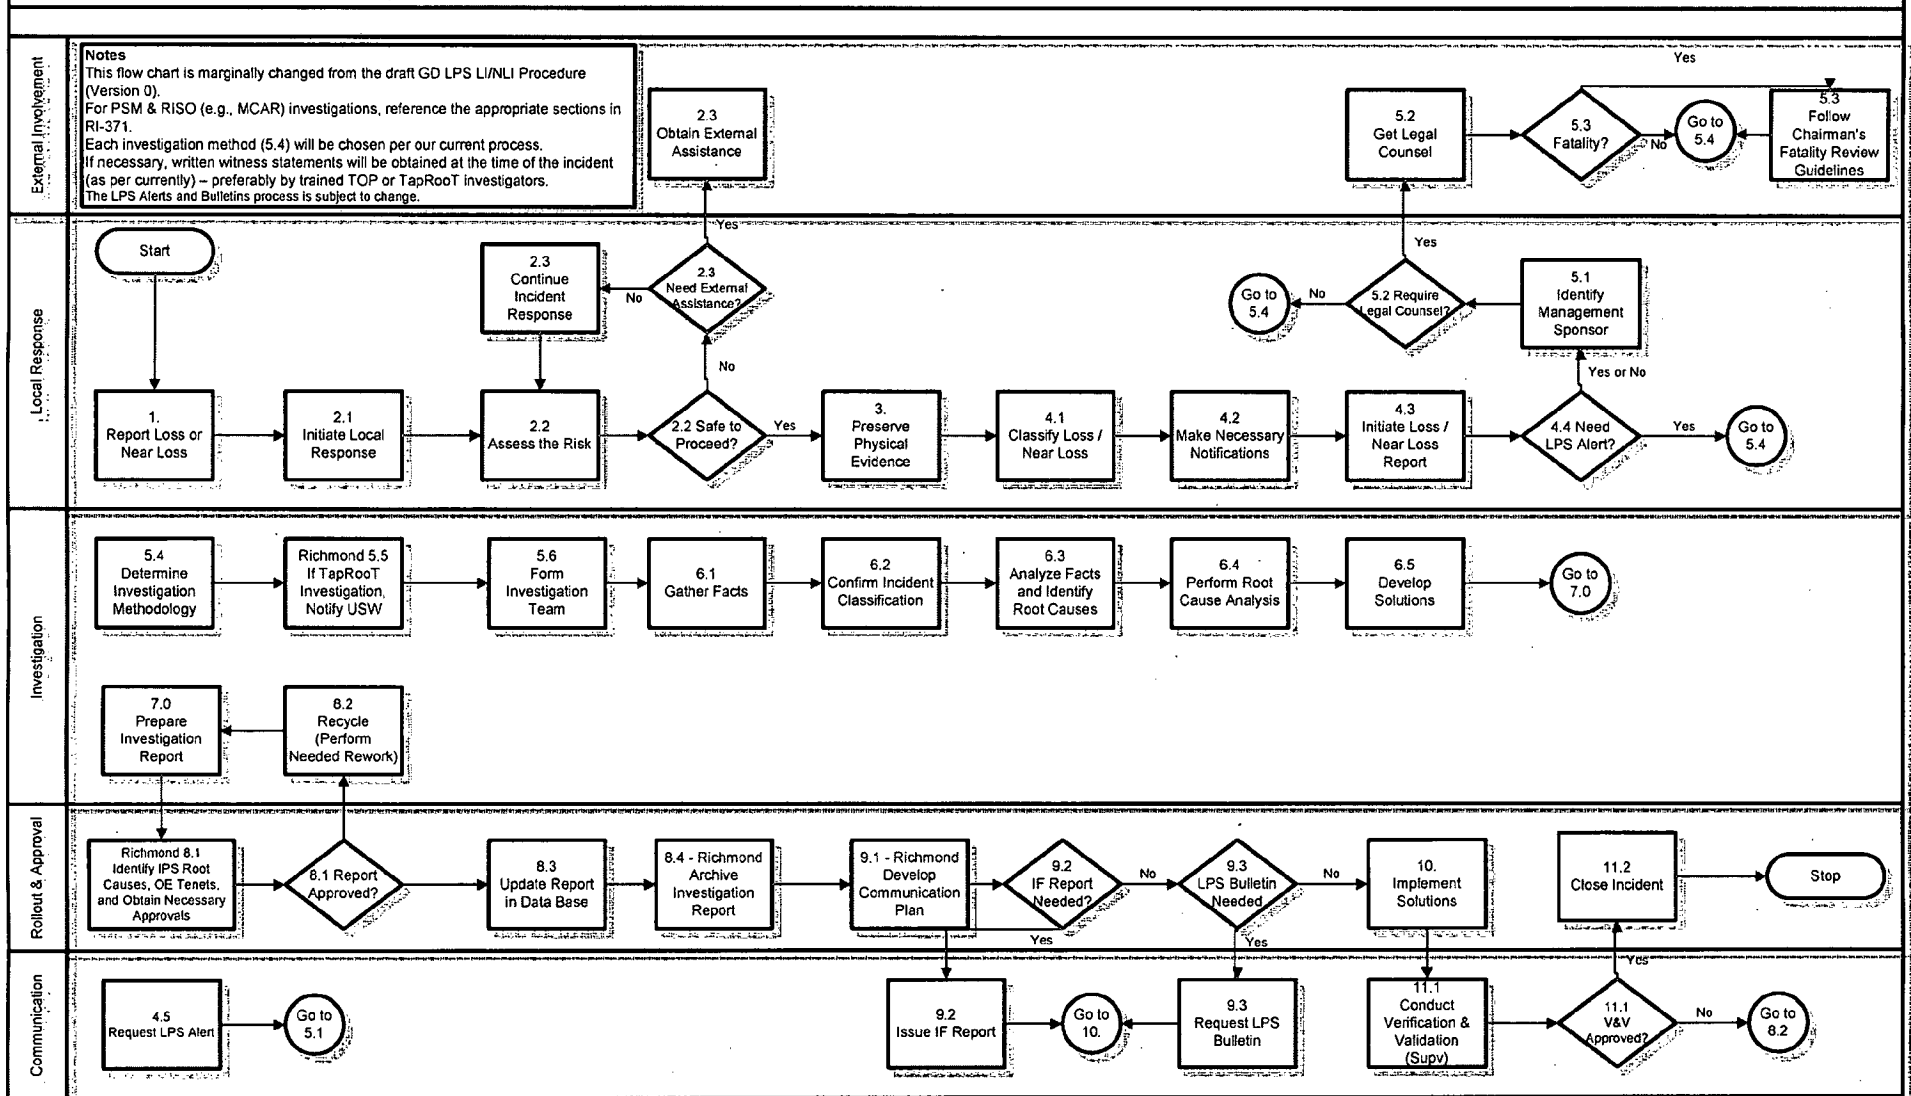 External Involvement
Notes
This flow chart is marginally changed from the draft GD LPS LI/NLI Procedure
(Version 0).
For PSM & RISO (e.g., MCAR) investigations, reference the appropriate sections in
RI-371.
Each investigation method (5.4) will be chosen per our current process.
If necessary, written witness statements will be obtained at the time of the incident
(as per currently) – preferably by trained TOP or TapRooT investigators.
The LPS Alerts and Bulletins process is subject to change.
2.3
Obtain External
Assistance
5.2
Get Legal
Counsel
5.3
Fatality?
Yes
No
Go to
5.4
5.3
Follow
Chairman's
Fatality Review
Guidelines
Local Response
Start
2.3
Continue
Incident
Response
No
2.3
Need External
Assistance?
Yes
Go to
5.4
No
5.2 Require
Legal Counsel?
Yes
5.1
Identify
Management
Sponsor
1.
Report Loss or
Near Loss
2.1
Initiate Local
Response
2.2
Assess the Risk
2.2 Safe to
Proceed?
No
Yes
3.
Preserve
Physical
Evidence
4.1
Classify Loss /
Near Loss
4.2
Make Necessary
Notifications
4.3
Initiate Loss /
Near Loss
Report
4.4 Need
LPS Alert?
Yes or No
Yes
Go to
5.4
Investigation
5.4
Determine
Investigation
Methodology
Richmond 5.5
If TapRooT
Investigation,
Notify USW
5.6
Form
Investigation
Team
6.1
Gather Facts
6.2
Confirm Incident
Classification
6.3
Analyze Facts
and Identify
Root Causes
6.4
Perform Root
Cause Analysis
6.5
Develop
Solutions
Go to
7.0
7.0
Prepare
Investigation
Report
8.2
Recycle
(Perform
Needed Rework)
Rollout & Approval
Richmond 8.1
Identify IPS Root
Causes, OE Tenets,
and Obtain Necessary
Approvals
8.1 Report
Approved?
8.3
Update Report
in Data Base
8.4 - Richmond
Archive
Investigation
Report
9.1 - Richmond
Develop
Communication
Plan
9.2
IF Report
Needed?
Yes
No
9.3
LPS Bulletin
Needed
Yes
No
10.
Implement
Solutions
11.2
Close Incident
Stop
Communication
4.5
Request LPS Alert
Go to
5.1
9.2
Issue IF Report
Go to
10.
9.3
Request LPS
Bulletin
11.1
Conduct
Verification &
Validation
(Supv)
11.1
V&V
Approved?
Yes
No
Go to
8.2